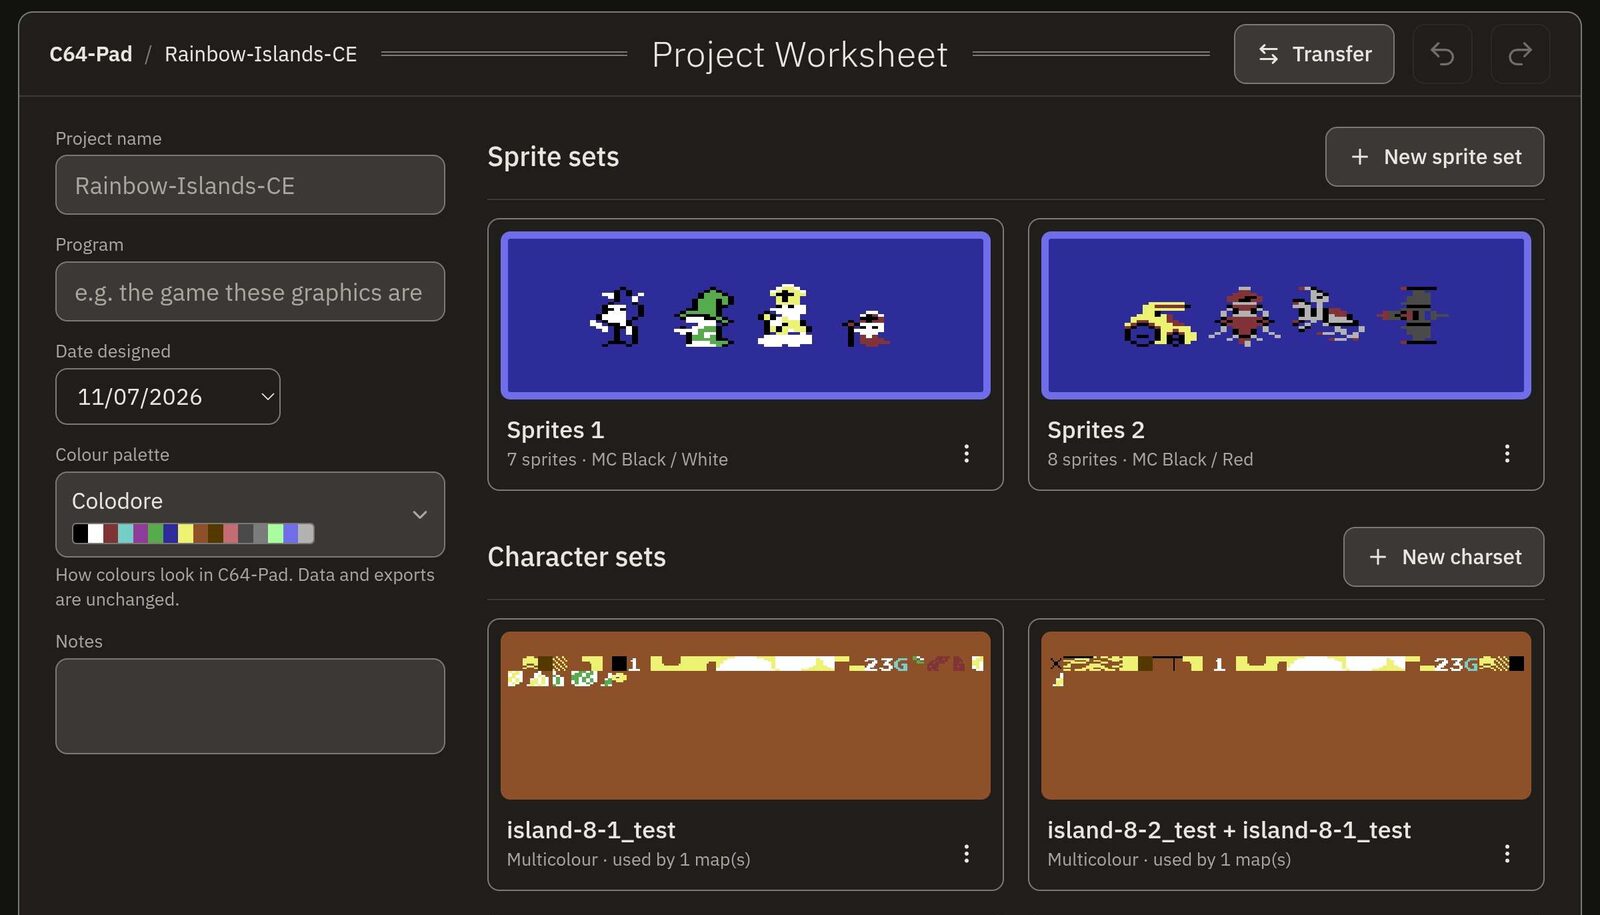 C64-Pad / Rainbow-Islands-CE
Project Worksheet
Transfer
Project name
Rainbow-Islands-CE
Program
e.g. the game these graphics are
Date designed
11/07/2026
Colour palette
Colodore
How colours look in C64-Pad. Data and exports
are unchanged.
Notes
Sprite sets
+ New sprite set
Sprites 1
7 sprites · MC Black / White
Sprites 2
8 sprites · MC Black / Red
Character sets
+ New charset
1 23G
island-8-1_test
Multicolour · used by 1 map(s)
1 23G
island-8-2_test + island-8-1_test
Multicolour · used by 1 map(s)